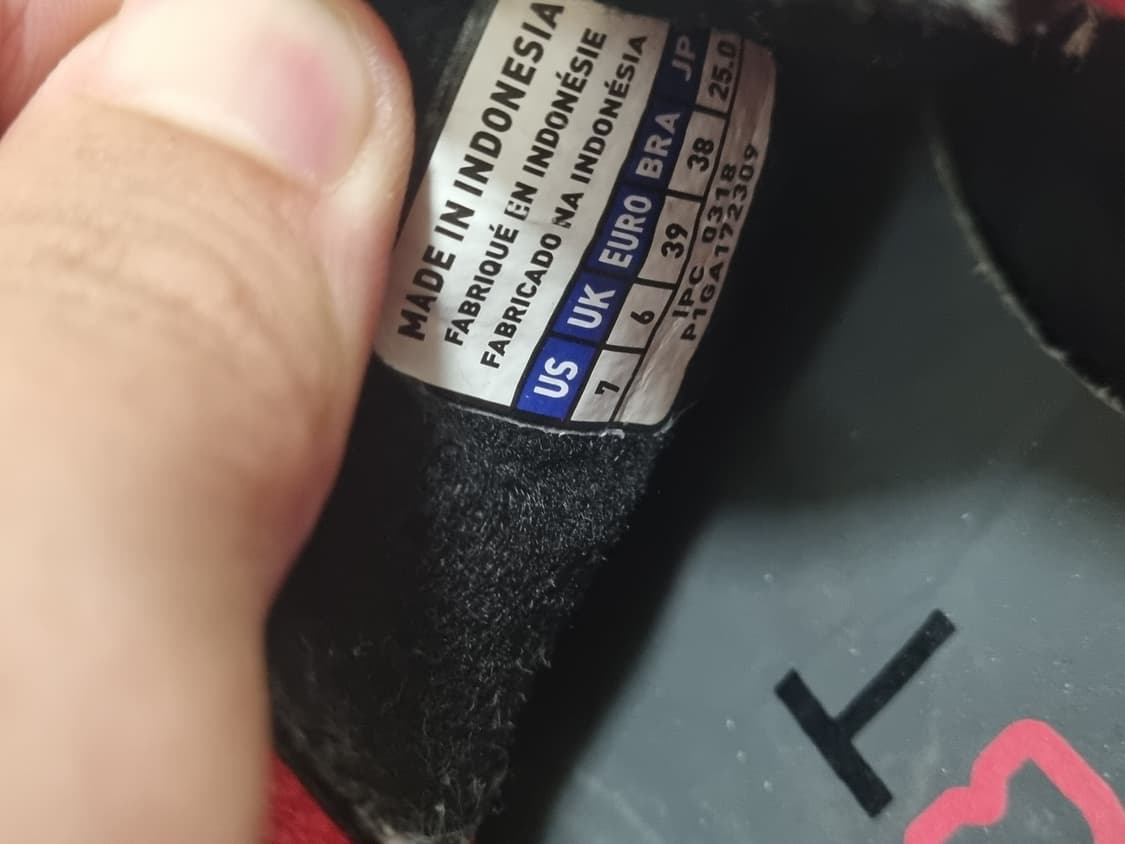 MADE IN INDONESIA
FABRIQUÉ EN INDONÉSIE
FABRICADO NA INDONÉSIA
US UK EURO BRA JP
7 6 39 38 25.0
IPC 0318
P1GA172309
T